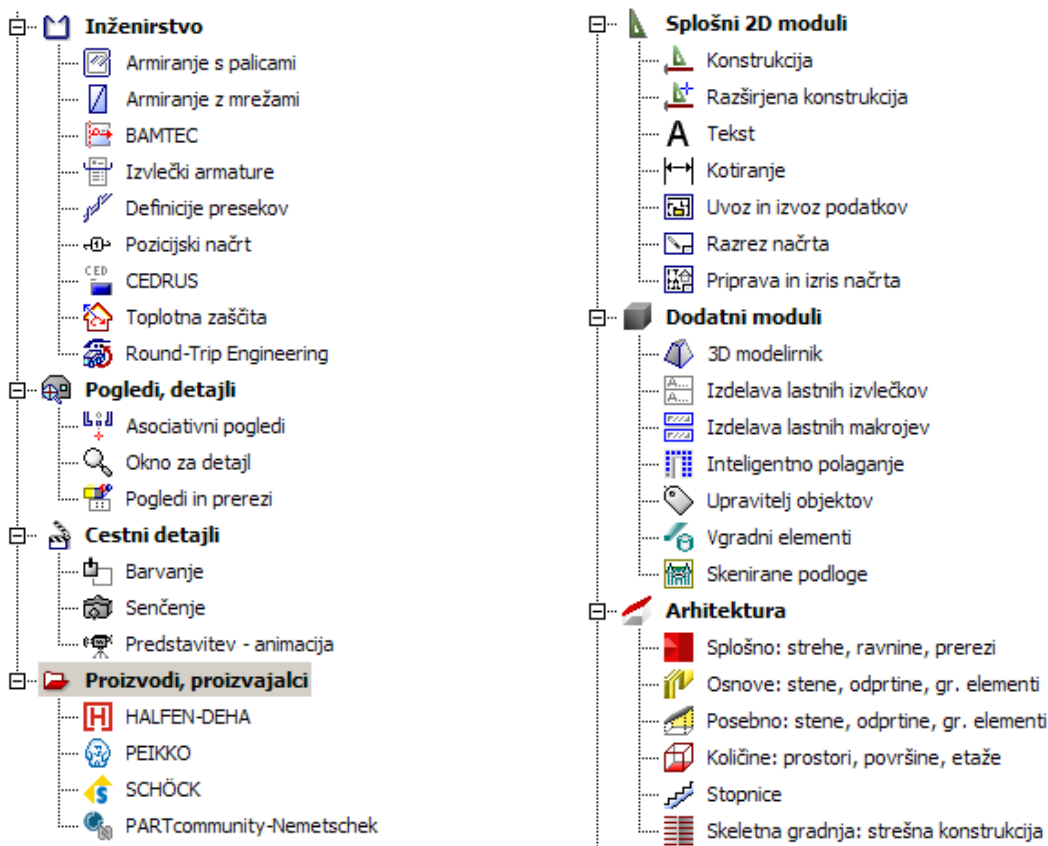 Inženirstvo
Armiranje s palicami
Armiranje z mrežami
BAMTEC
Izvlečki armature
Definicije presekov
Pozicijski načrt
CED
CEDRUS
Toplotna zaščita
Round-Trip Engineering
Pogledi, detajli
Asociativni pogledi
Okno za detajl
Pogledi in prerezi
Cestni detajli
Barvanje
Senčenje
Predstavitev - animacija
Proizvodi, proizvajalci
HALFEN-DEHA
PEIKKO
SCHÖCK
PARTcommunity-Nemetschek
Splošni 2D moduli
Konstrukcija
Razširjena konstrukcija
A Tekst
Kotiranje
Uvoz in izvoz podatkov
Razrez načrta
Priprava in izris načrta
Dodatni moduli
3D modelirnik
Izdelava lastnih izvlečkov
Izdelava lastnih makrojev
Inteligentno polaganje
Upravitelj objektov
Vgradni elementi
Skenirane podloge
Arhitektura
Splošno: strehe, ravnine, prerezi
Osnove: stene, odprtine, gr. elementi
Posebno: stene, odprtine, gr. elementi
Količine: prostori, površine, etaže
Stopnice
Skeletna gradnja: strešna konstrukcija